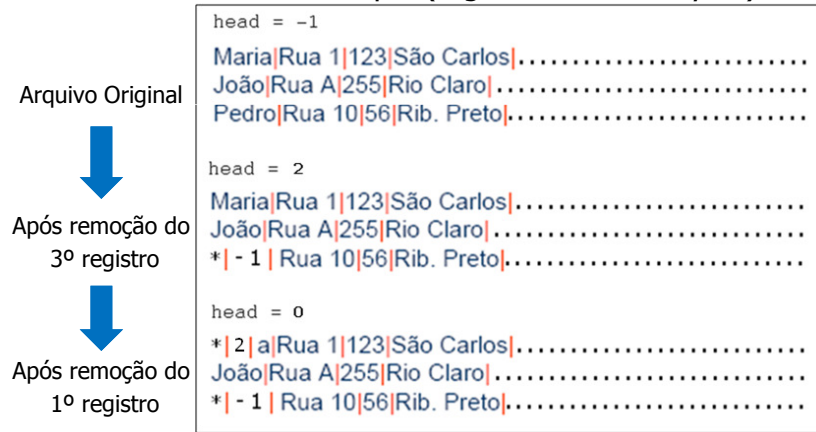 head = -1
Maria|Rua 1|123|São Carlos|..............................
João|Rua A|255|Rio Claro|................................
Pedro|Rua 10|56|Rib. Preto|..............................
Arquivo Original
head = 2
Maria|Rua 1|123|São Carlos|..............................
João|Rua A|255|Rio Claro|................................
*|-1| Rua 10|56|Rib. Preto|..............................
Após remoção do
3º registro
head = 0
*|2|a|Rua 1|123|São Carlos|..............................
João|Rua A|255|Rio Claro|................................
*|-1| Rua 10|56|Rib. Preto|..............................
Após remoção do
1º registro